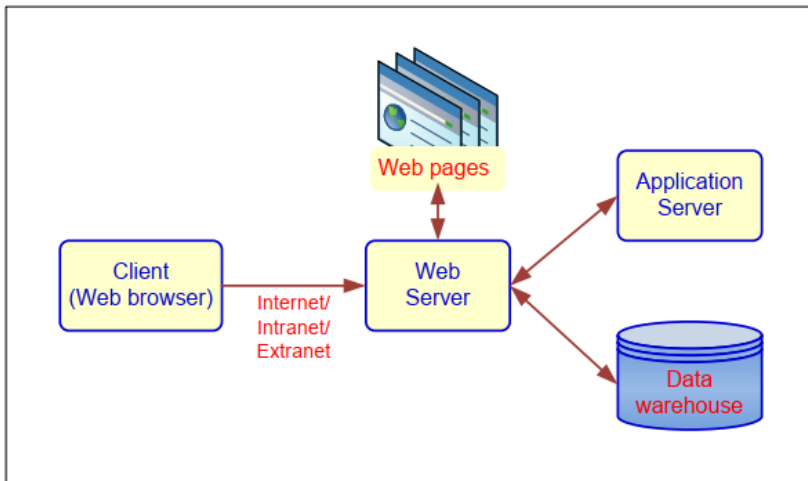 Web pages
Application
Server
Client
(Web browser)
Web
Server
Internet/
Intranet/
Extranet
Data
warehouse